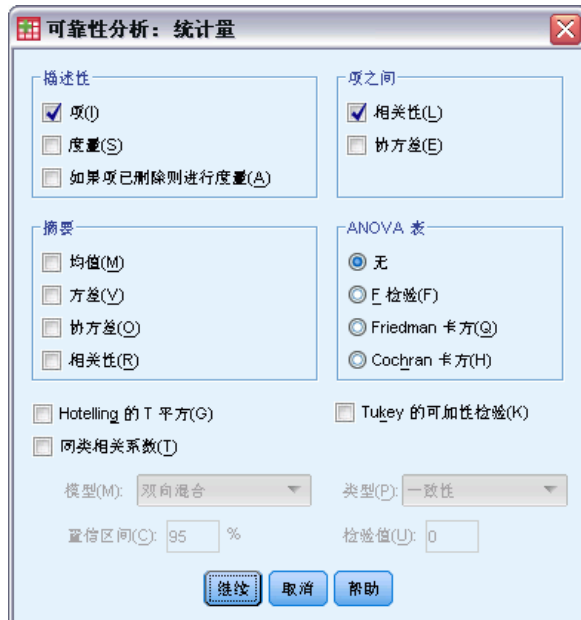 可靠性分析：统计量
描述性
项(I)
度量(S)
如果项已删除则进行度量(A)
项之间
相关性(L)
协方差(E)
摘要
均值(M)
方差(V)
协方差(O)
相关性(R)
ANOVA 表
无
F 检验(F)
Friedman 卡方(Q)
Cochran 卡方(H)
Hotelling 的 T 平方(G)
Tukey 的可加性检验(K)
同类相关系数(T)
模型(M): 双向混合
类型(P): 一致性
置信区间(C): 95 %
检验值(U): 0
继续 取消 帮助